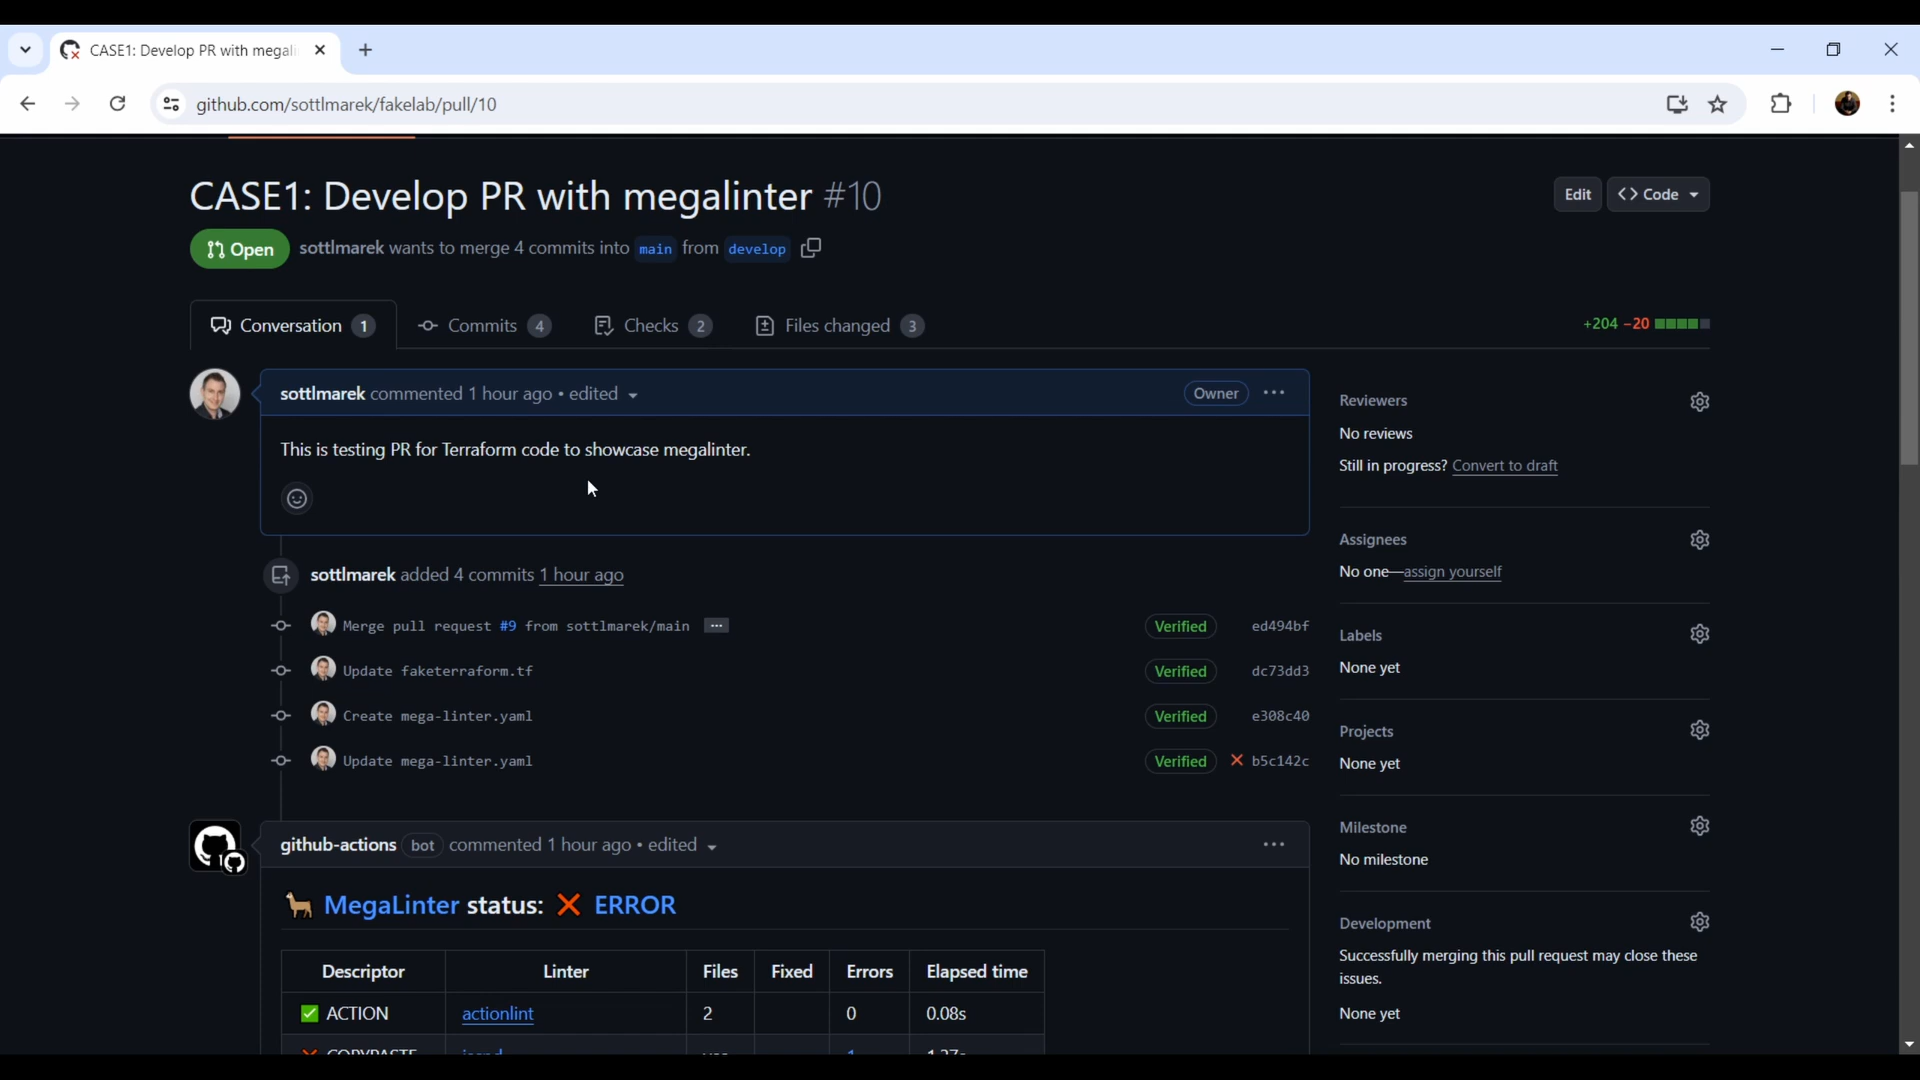 CASE1: Develop PR with megali
github.com/sottlmarek/fakelab/pull/10
CASE1: Develop PR with megalinter #10
Edit
Code
Open
sottlmarek wants to merge 4 commits into main from develop
Conversation 1
Commits 4
Checks 2
Files changed 3
+204 −20
sottlmarek commented 1 hour ago • edited
Owner
This is testing PR for Terraform code to showcase megalinter.
sottlmarek added 4 commits 1 hour ago
Merge pull request #9 from sottlmarek/main ...
Verified
ed494bf
Update faketerraform.tf
Verified
dc73dd3
Create mega-linter.yaml
Verified
e308c40
Update mega-linter.yaml
Verified
b5c142c
github-actions bot commented 1 hour ago • edited
MegaLinter status: ❌ ERROR
Descriptor Linter Files Fixed Errors Elapsed time
✅ ACTION actionlint 2 0 0.08s
Reviewers
No reviews
Still in progress? Convert to draft
Assignees
No one—assign yourself
Labels
None yet
Projects
None yet
Milestone
No milestone
Development
Successfully merging this pull request may close these
issues.
None yet